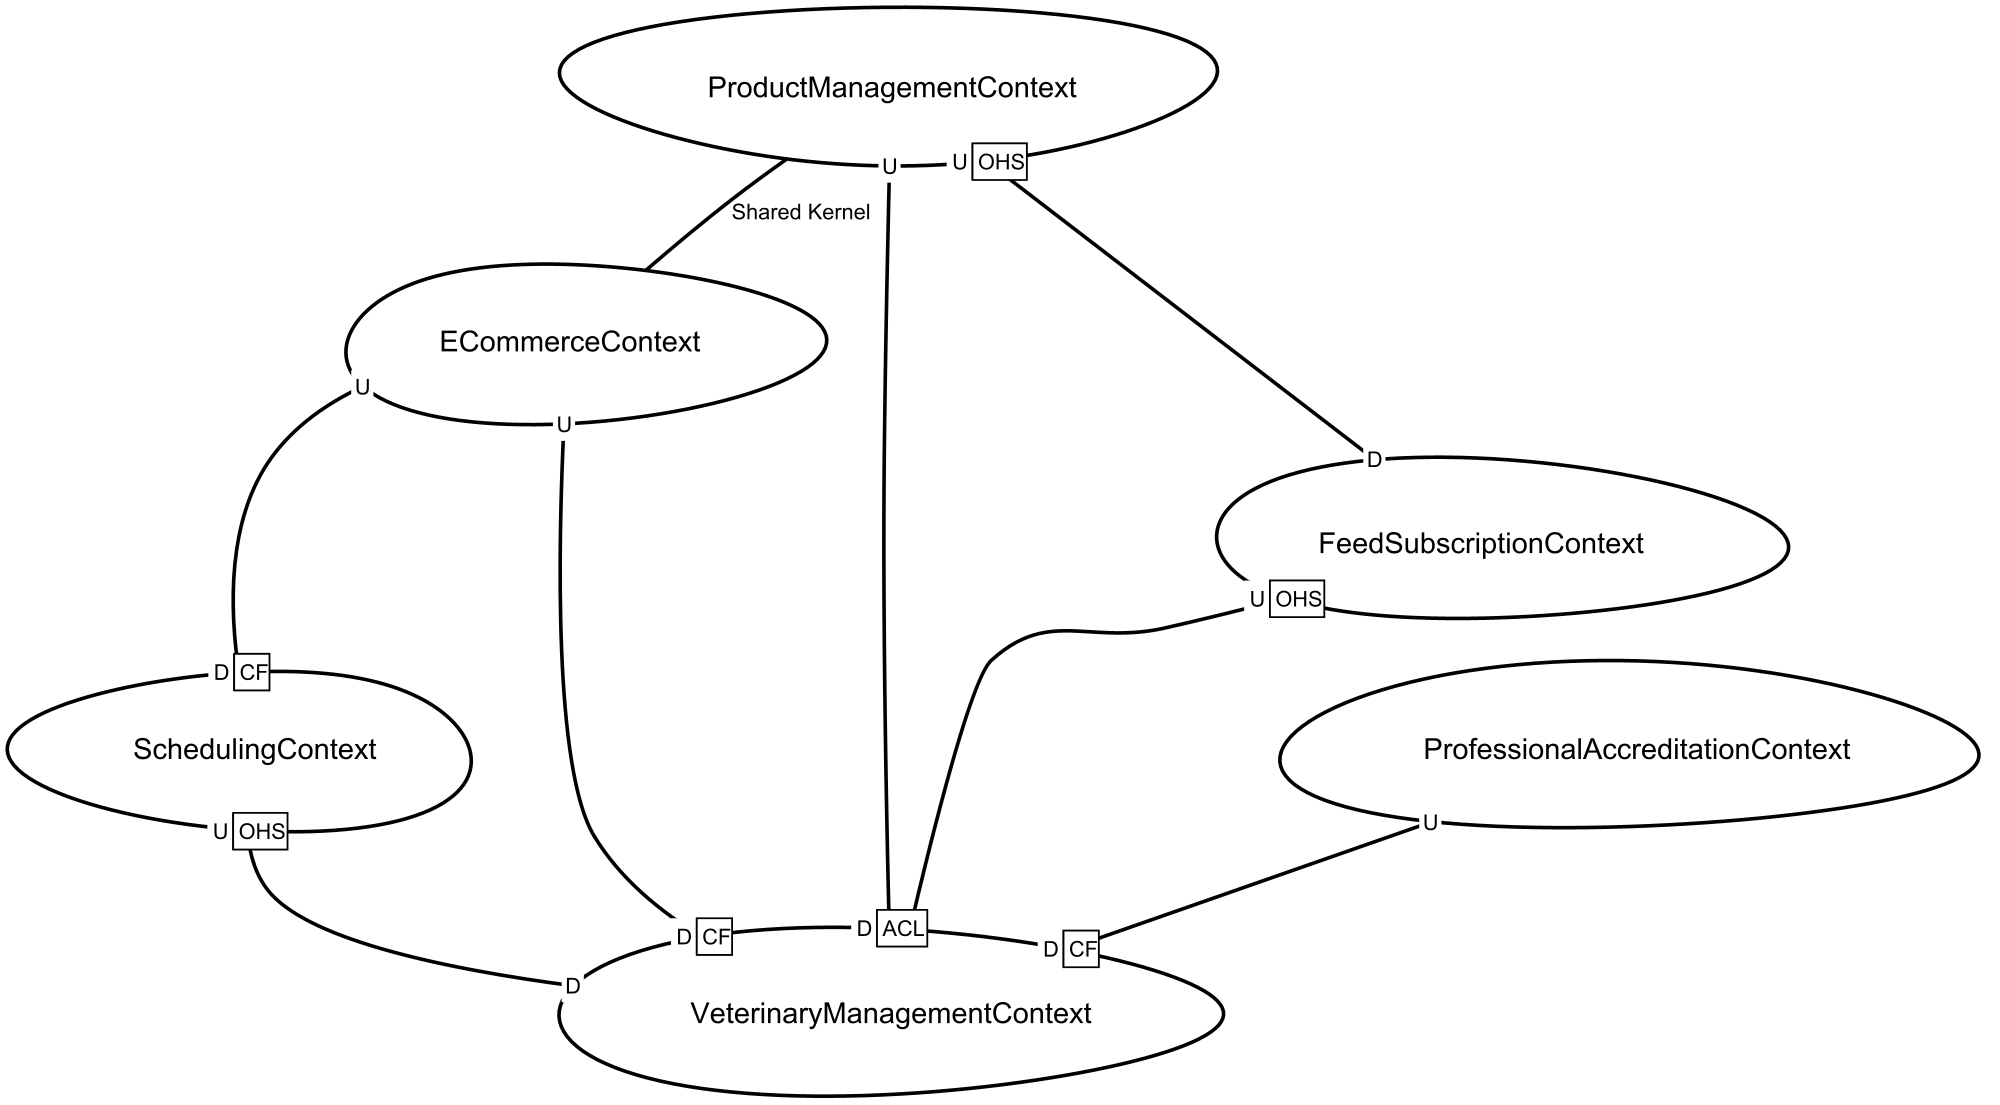 ProductManagementContext
U
U OHS
Shared Kernel
ECommerceContext
U
U
D
FeedSubscriptionContext
U OHS
D CF
SchedulingContext
ProfessionalAccreditationContext
U
U OHS
D CF
D ACL
D CF
D
VeterinaryManagementContext